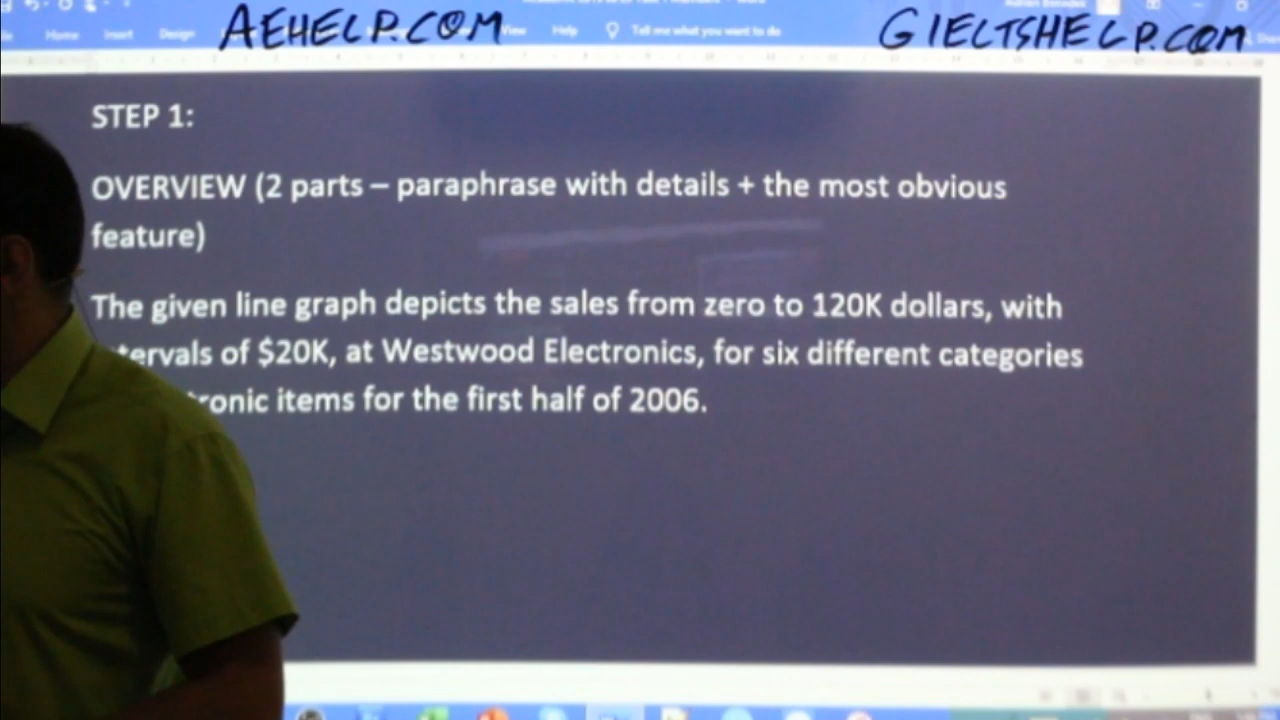 Home Insert Design View Help Tell me what you want to do
AEHELP.COM GIELTSHELP.COM
STEP 1:
OVERVIEW (2 parts – paraphrase with details + the most obvious
feature)
The given line graph depicts the sales from zero to 120K dollars, with
tervals of $20K, at Westwood Electronics, for six different categories
ronic items for the first half of 2006.